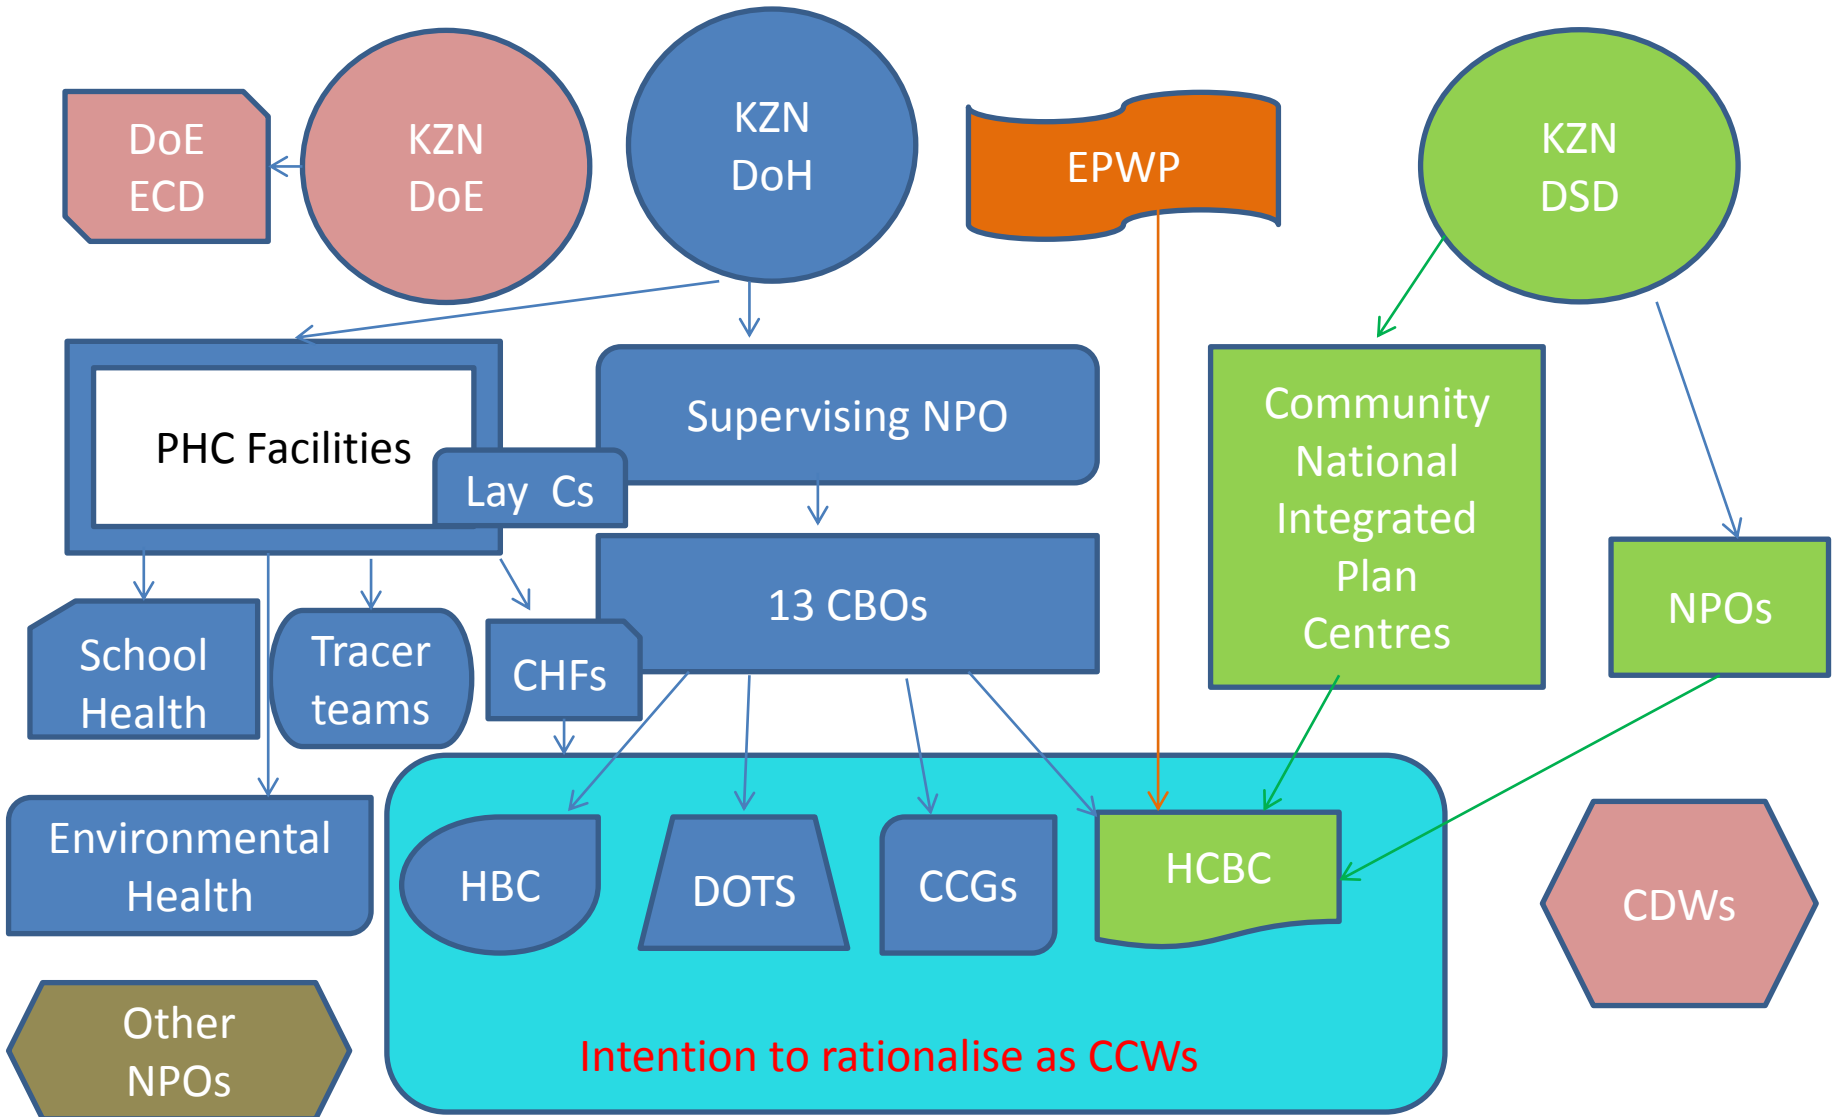 DoE
ECD
KZN
DoE
KZN
DoH
EPWP
KZN
DSD
PHC Facilities
Lay Cs
Supervising NPO
Community
National
Integrated
Plan
Centres
13 CBOs
NPOs
School
Health
Tracer
teams
CHFs
Environmental
Health
HBC
DOTS
CCGs
HCBC
CDWs
Other
NPOs
Intention to rationalise as CCWs